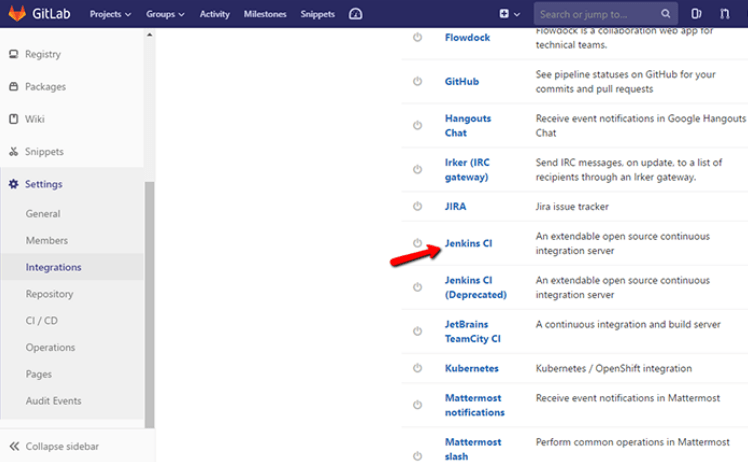 GitLab Projects Groups Activity Milestones Snippets Search or jump to...
Registry
Packages
Wiki
Snippets
Settings
General
Members
Integrations
Repository
CI / CD
Operations
Pages
Audit Events
Collapse sidebar
Flowdock
Flowdock is a collaboration web app for
technical teams.
GitHub
See pipeline statuses on GitHub for your
commits and pull requests
Hangouts
Chat
Receive event notifications in Google Hangouts
Chat
Irker (IRC
gateway)
Send IRC messages, on update, to a list of
recipients through an Irker gateway.
JIRA
Jira issue tracker
Jenkins CI
An extendable open source continuous
integration server
Jenkins CI
(Deprecated)
An extendable open source continuous
integration server
JetBrains
TeamCity CI
A continuous integration and build server
Kubernetes
Kubernetes / OpenShift integration
Mattermost
notifications
Receive event notifications in Mattermost
Mattermost
slash
Perform common operations in Mattermost